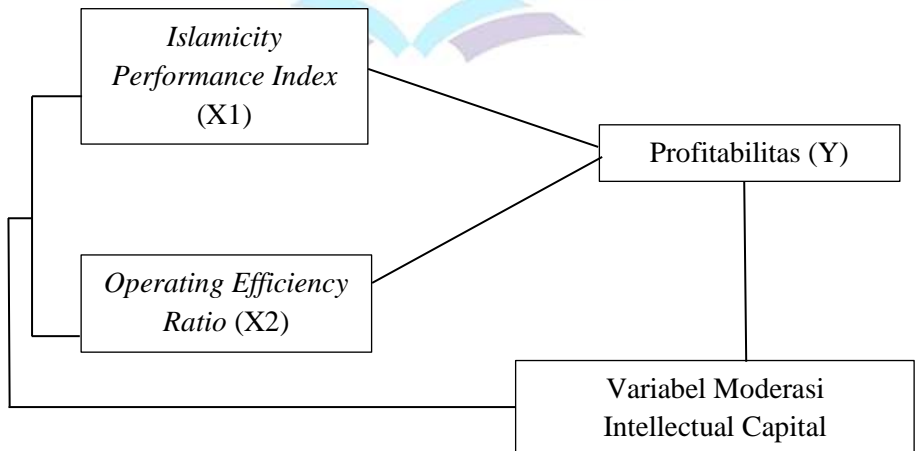 Islamicity
Performance Index
(X1)
Profitabilitas (Y)
Operating Efficiency
Ratio (X2)
Variabel Moderasi
Intellectual Capital